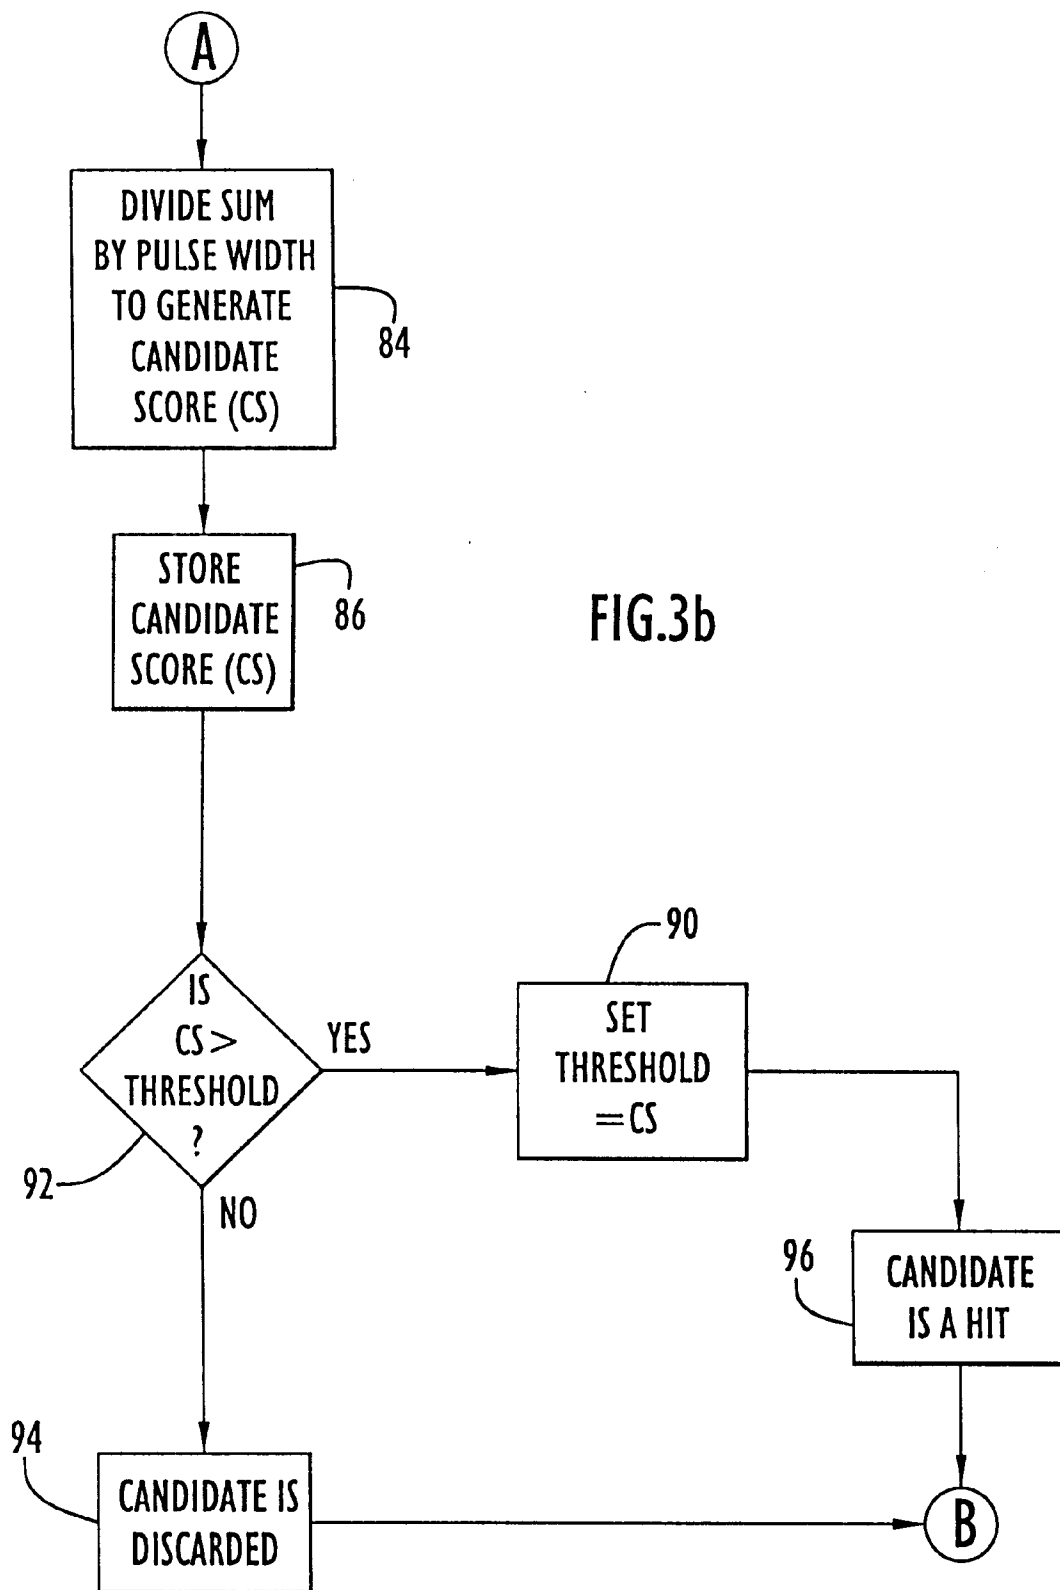 A
DIVIDE SUM
BY PULSE WIDTH
TO GENERATE
CANDIDATE
SCORE (CS)
84
STORE
CANDIDATE
SCORE (CS)
86
FIG.3b
IS
CS >
THRESHOLD
?
92
YES
NO
90
SET
THRESHOLD
=CS
96
CANDIDATE
IS A HIT
94
CANDIDATE IS
DISCARDED
B